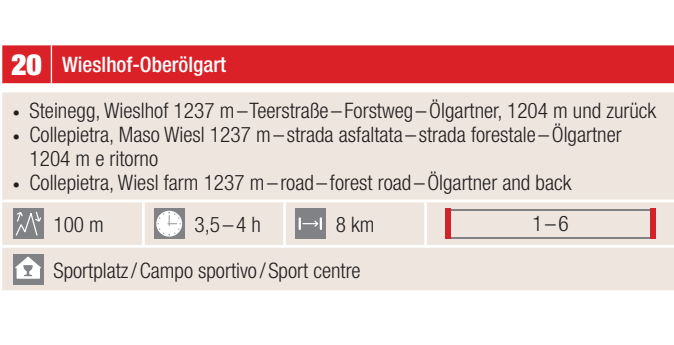 20 Wieslhof-Oberölgart
• Steinegg, Wieslhof 1237 m – Teerstraße – Forstweg – Ölgartner, 1204 m und zurück
• Collepietra, Maso Wiesl 1237 m – strada asfaltata – strada forestale – Ölgartner
1204 m e ritorno
• Collepietra, Wiesl farm 1237 m – road – forest road – Ölgartner and back
100 m 3,5 – 4 h 8 km 1 – 6
Sportplatz / Campo sportivo / Sport centre